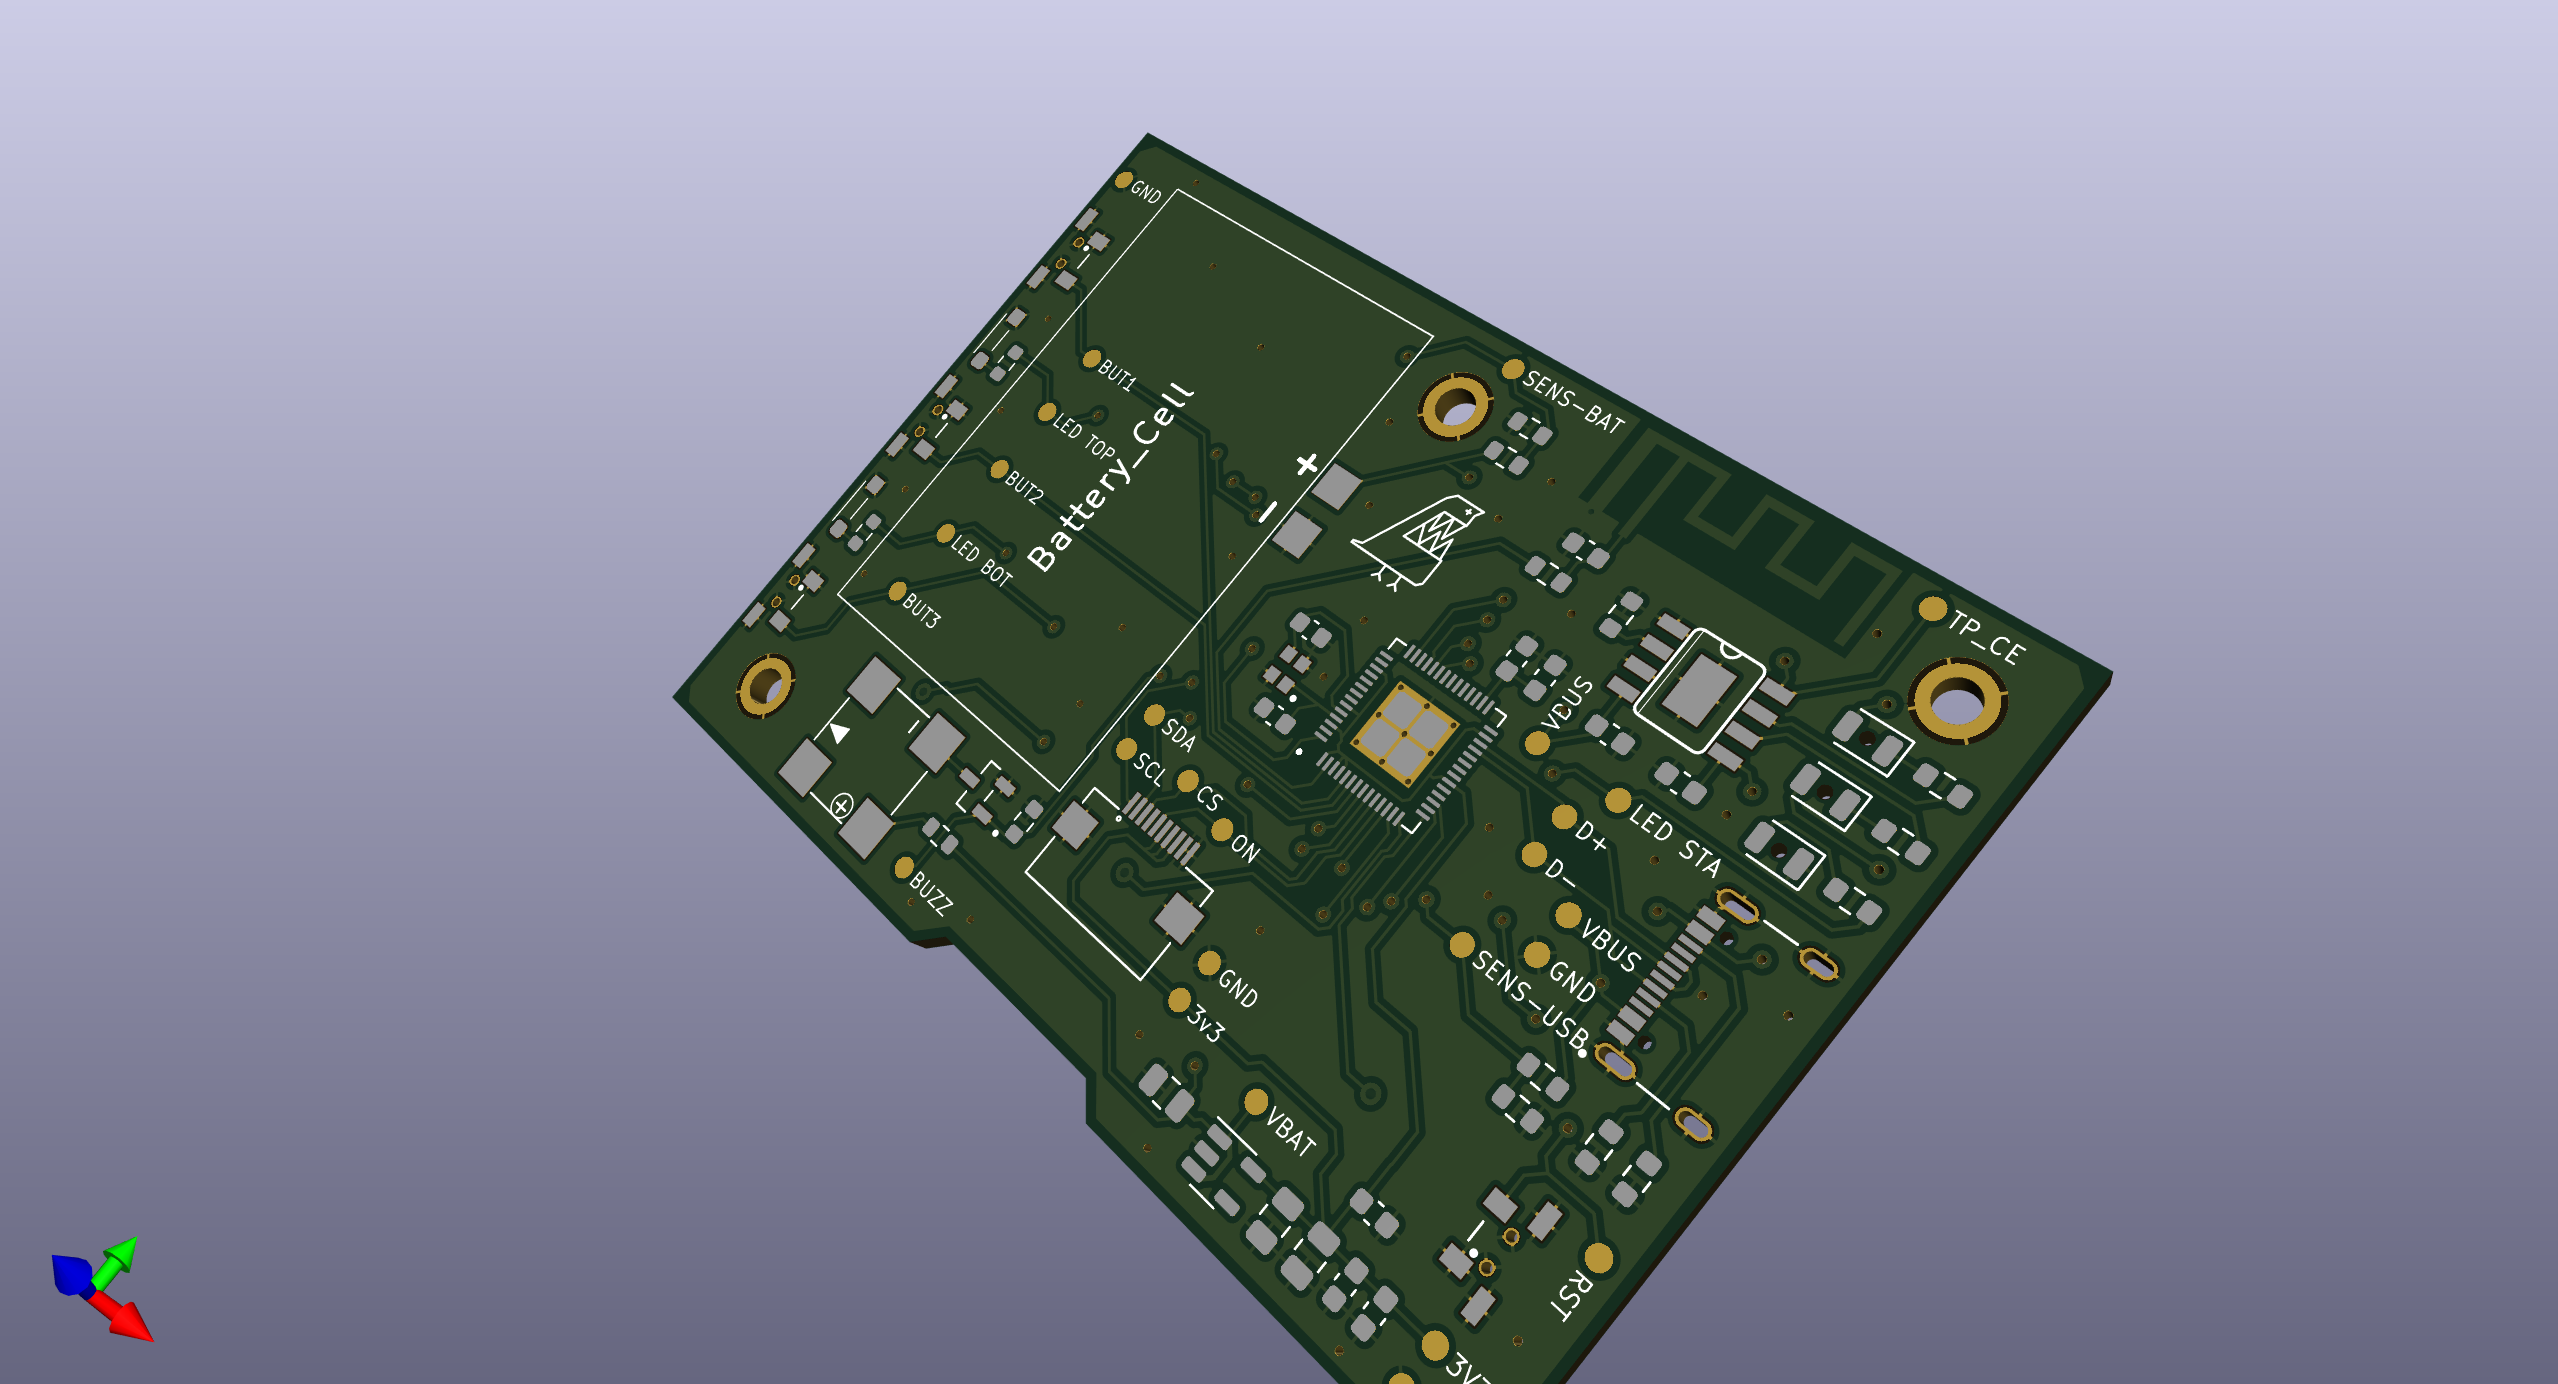 GND
BUT1
LED TOP
BUT2
LED BOT
BUT3
Battery_Cell
+
-
SENS-BAT
TP_CE
VBUS
SDA
SCL
CS
ON
D+
D-
LED STA
VBUS
GND
SENS-USB
BUZZ
GND
3v3
VBAT
RST